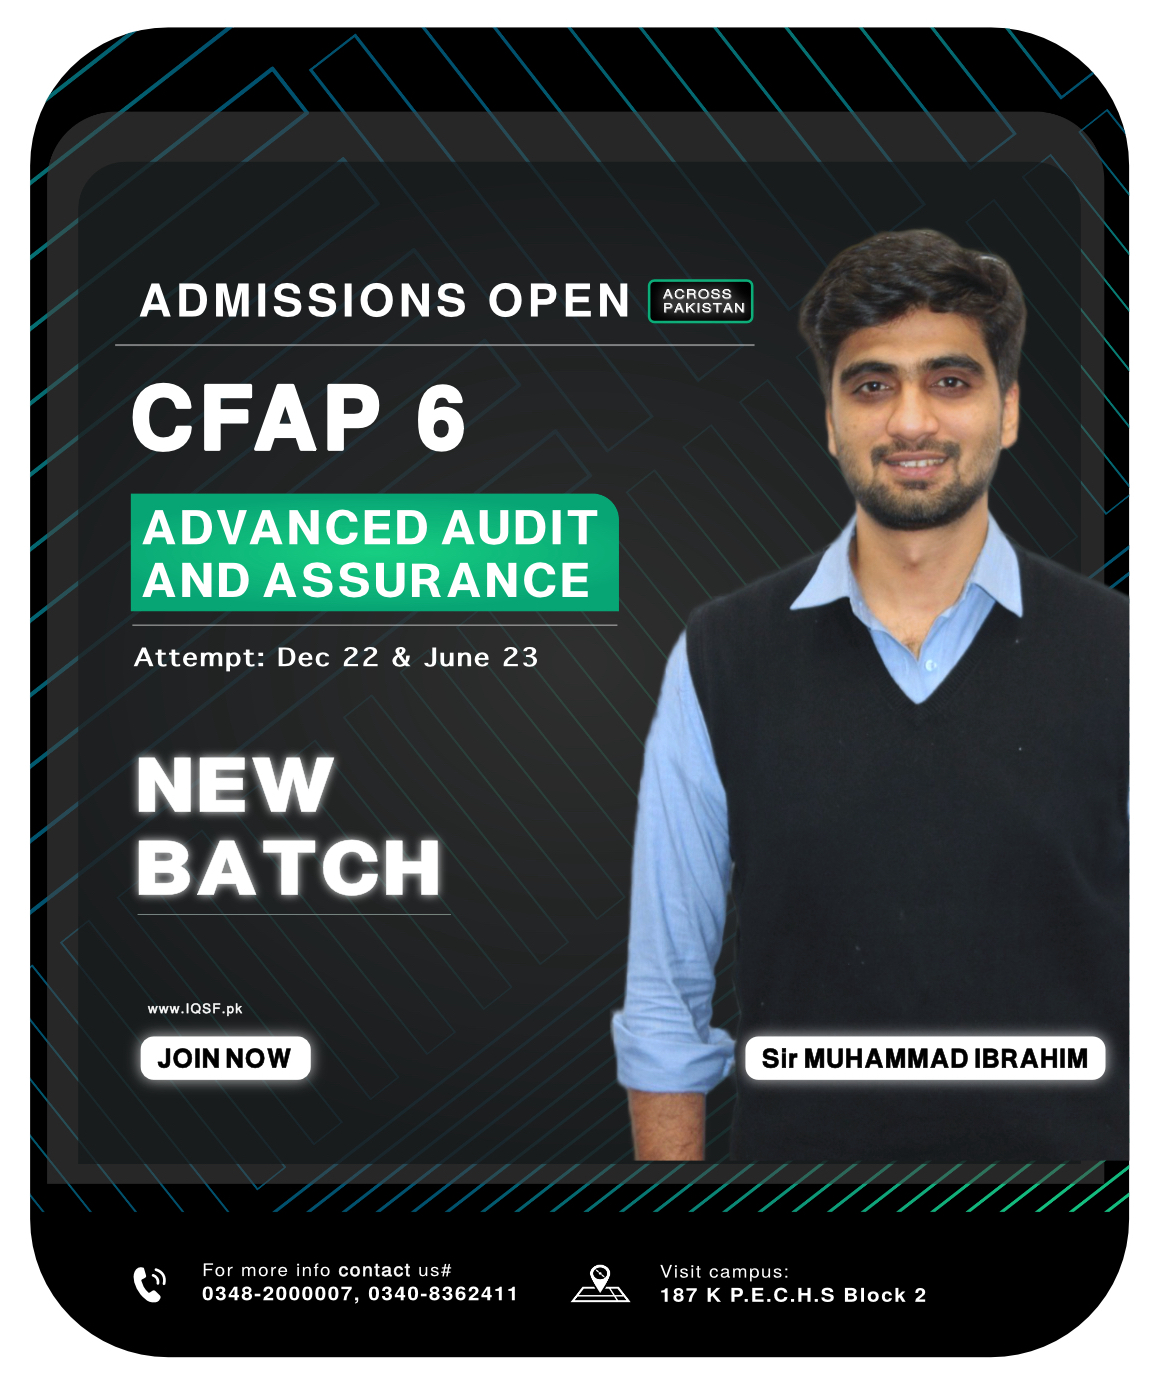 ADMISSIONS OPEN
ACROSS
PAKISTAN
CFAP 6
ADVANCED AUDIT
AND ASSURANCE
Attempt: Dec 22 & June 23
NEW
BATCH
www.IQSF.pk
JOIN NOW
Sir MUHAMMAD IBRAHIM
For more info contact us#
0348-2000007, 0340-8362411
Visit campus:
187 K P.E.C.H.S Block 2